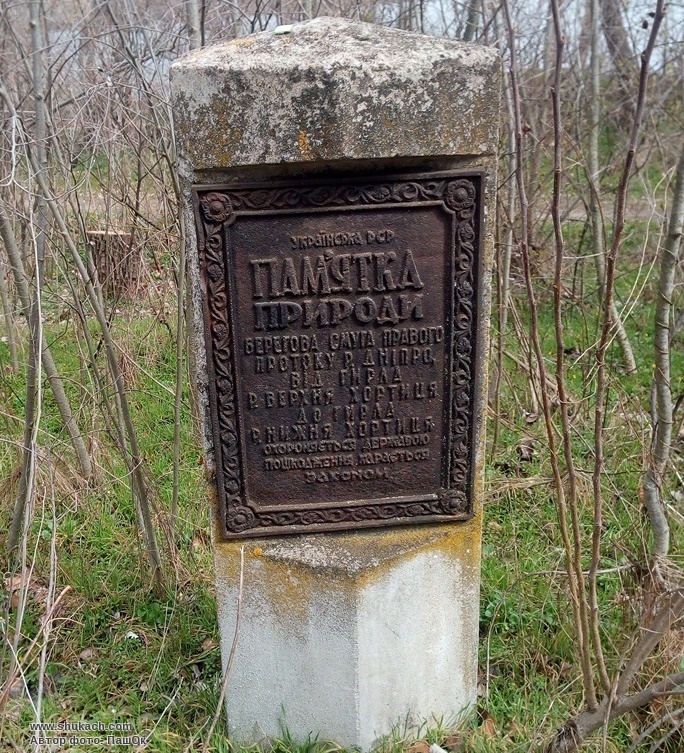 УКРАЇНСЬКА РСР
ПАМ'ЯТКА
ПРИРОДИ
БЕРЕГОВА СМУГА ПРАВОГО
ПРОТОКУ Р. ДНІПРО,
ВІД ГИРЛА
Р. ВЕРХНЯ ХОРТИЦЯ
ДО ГИРЛА
Р. НИЖНЯ ХОРТИЦЯ.
ОХОРОНЯЄТЬСЯ ДЕРЖАВОЮ
ПОШКОДЖЕННЯ КАРАЄТЬСЯ
ЗАКОНОМ.
www.shukach.com
Автор фото: ПашОк